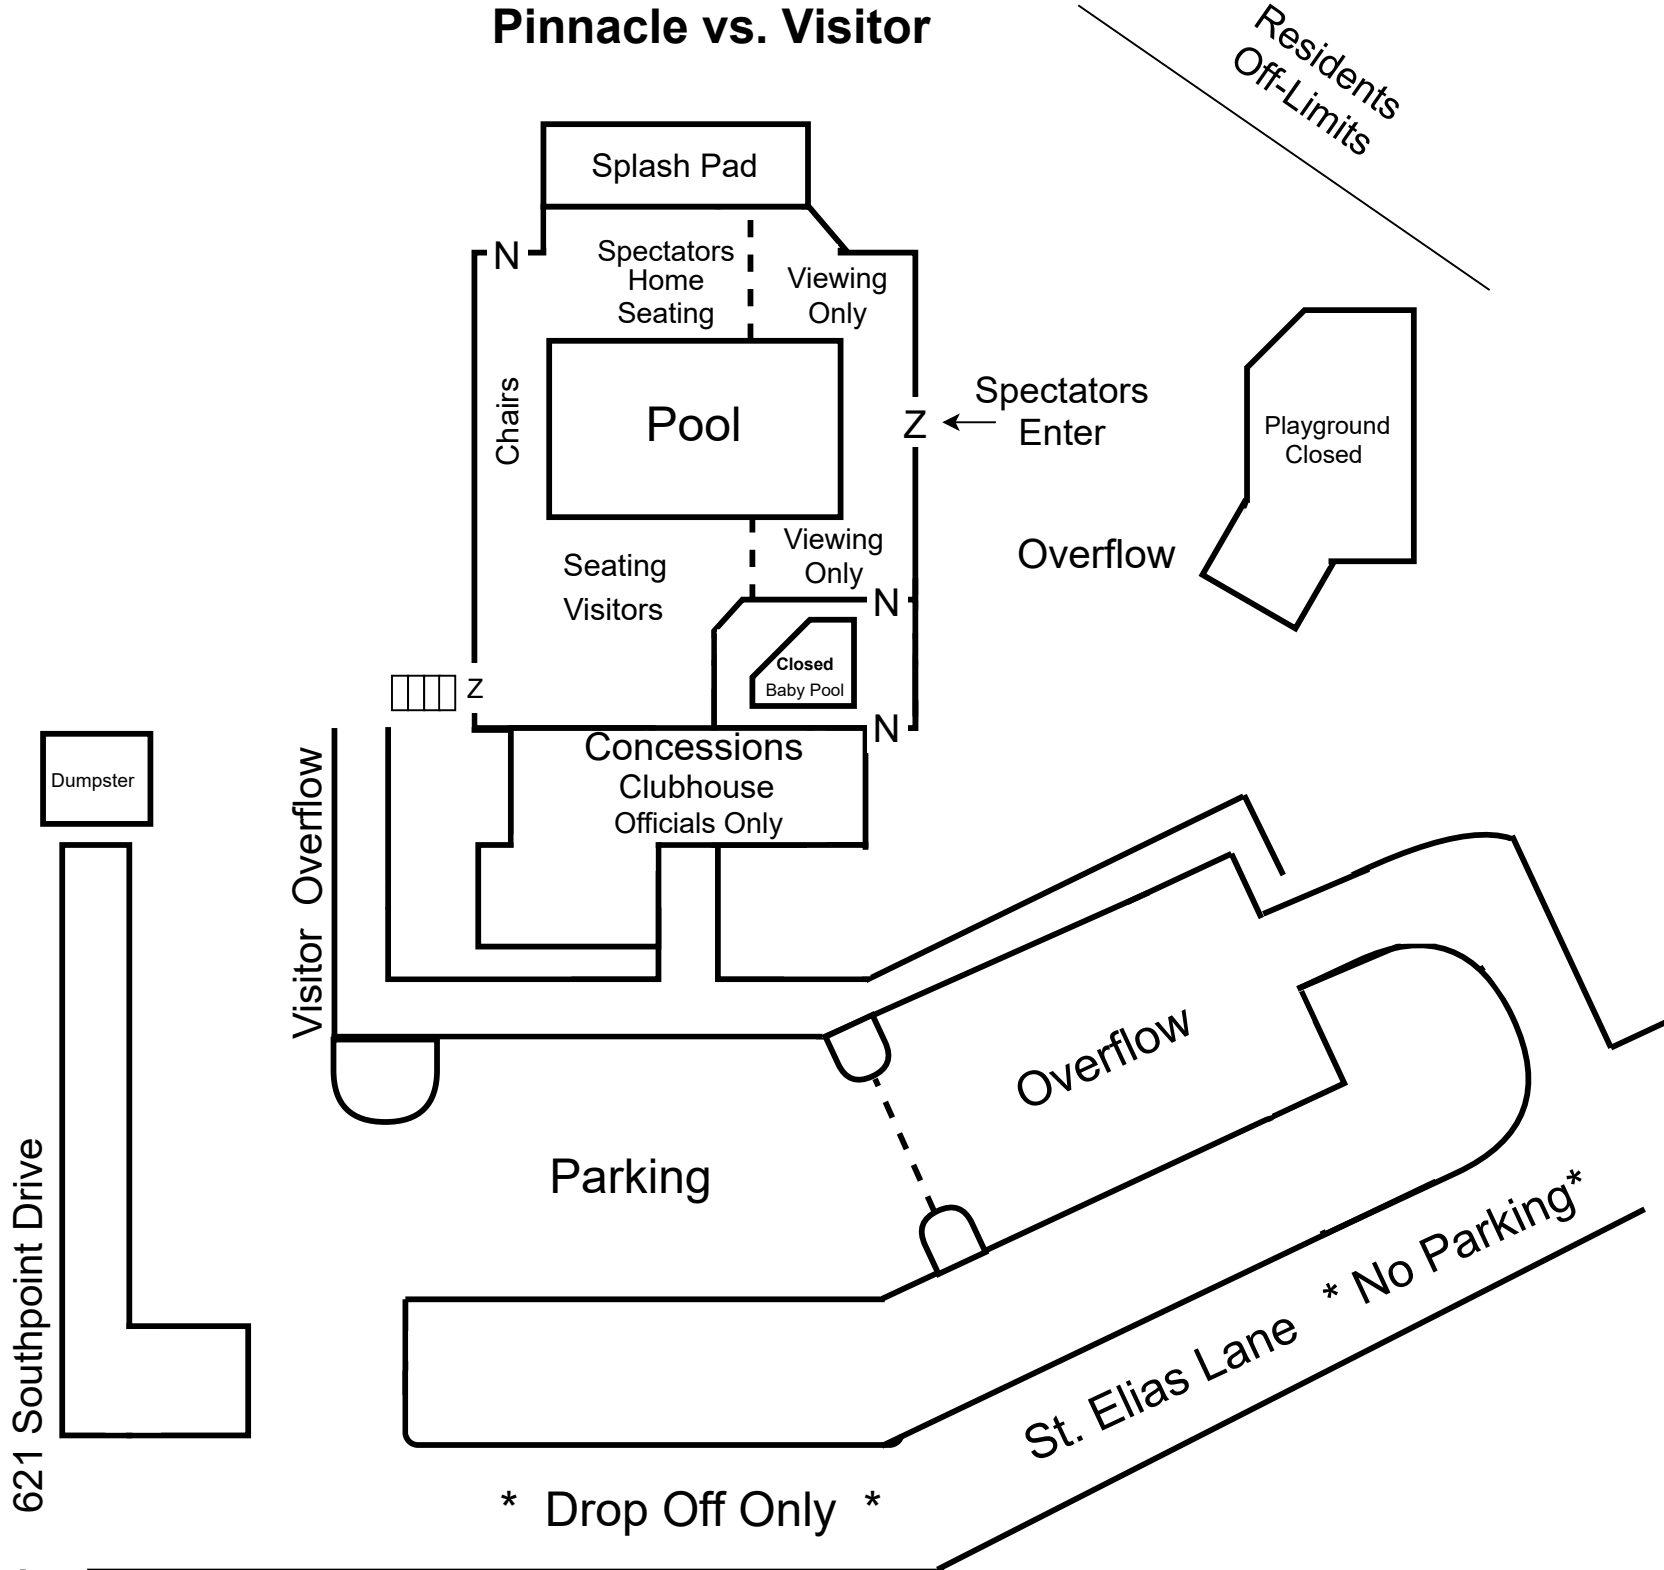 Pinnacle vs. Visitor
Residents
Off-Limits
Splash Pad
N
Spectators
Home
Seating
Viewing
Only
Chairs
Pool
Z
Spectators
Enter
Playground
Closed
Overflow
Viewing
Only
Seating
Visitors
N
Closed
Baby Pool
Z
N
Concessions
Clubhouse
Officials Only
Dumpster
Visitor Overflow
Overflow
Parking
621 Southpoint Drive
St. Elias Lane * No Parking*
* Drop Off Only *